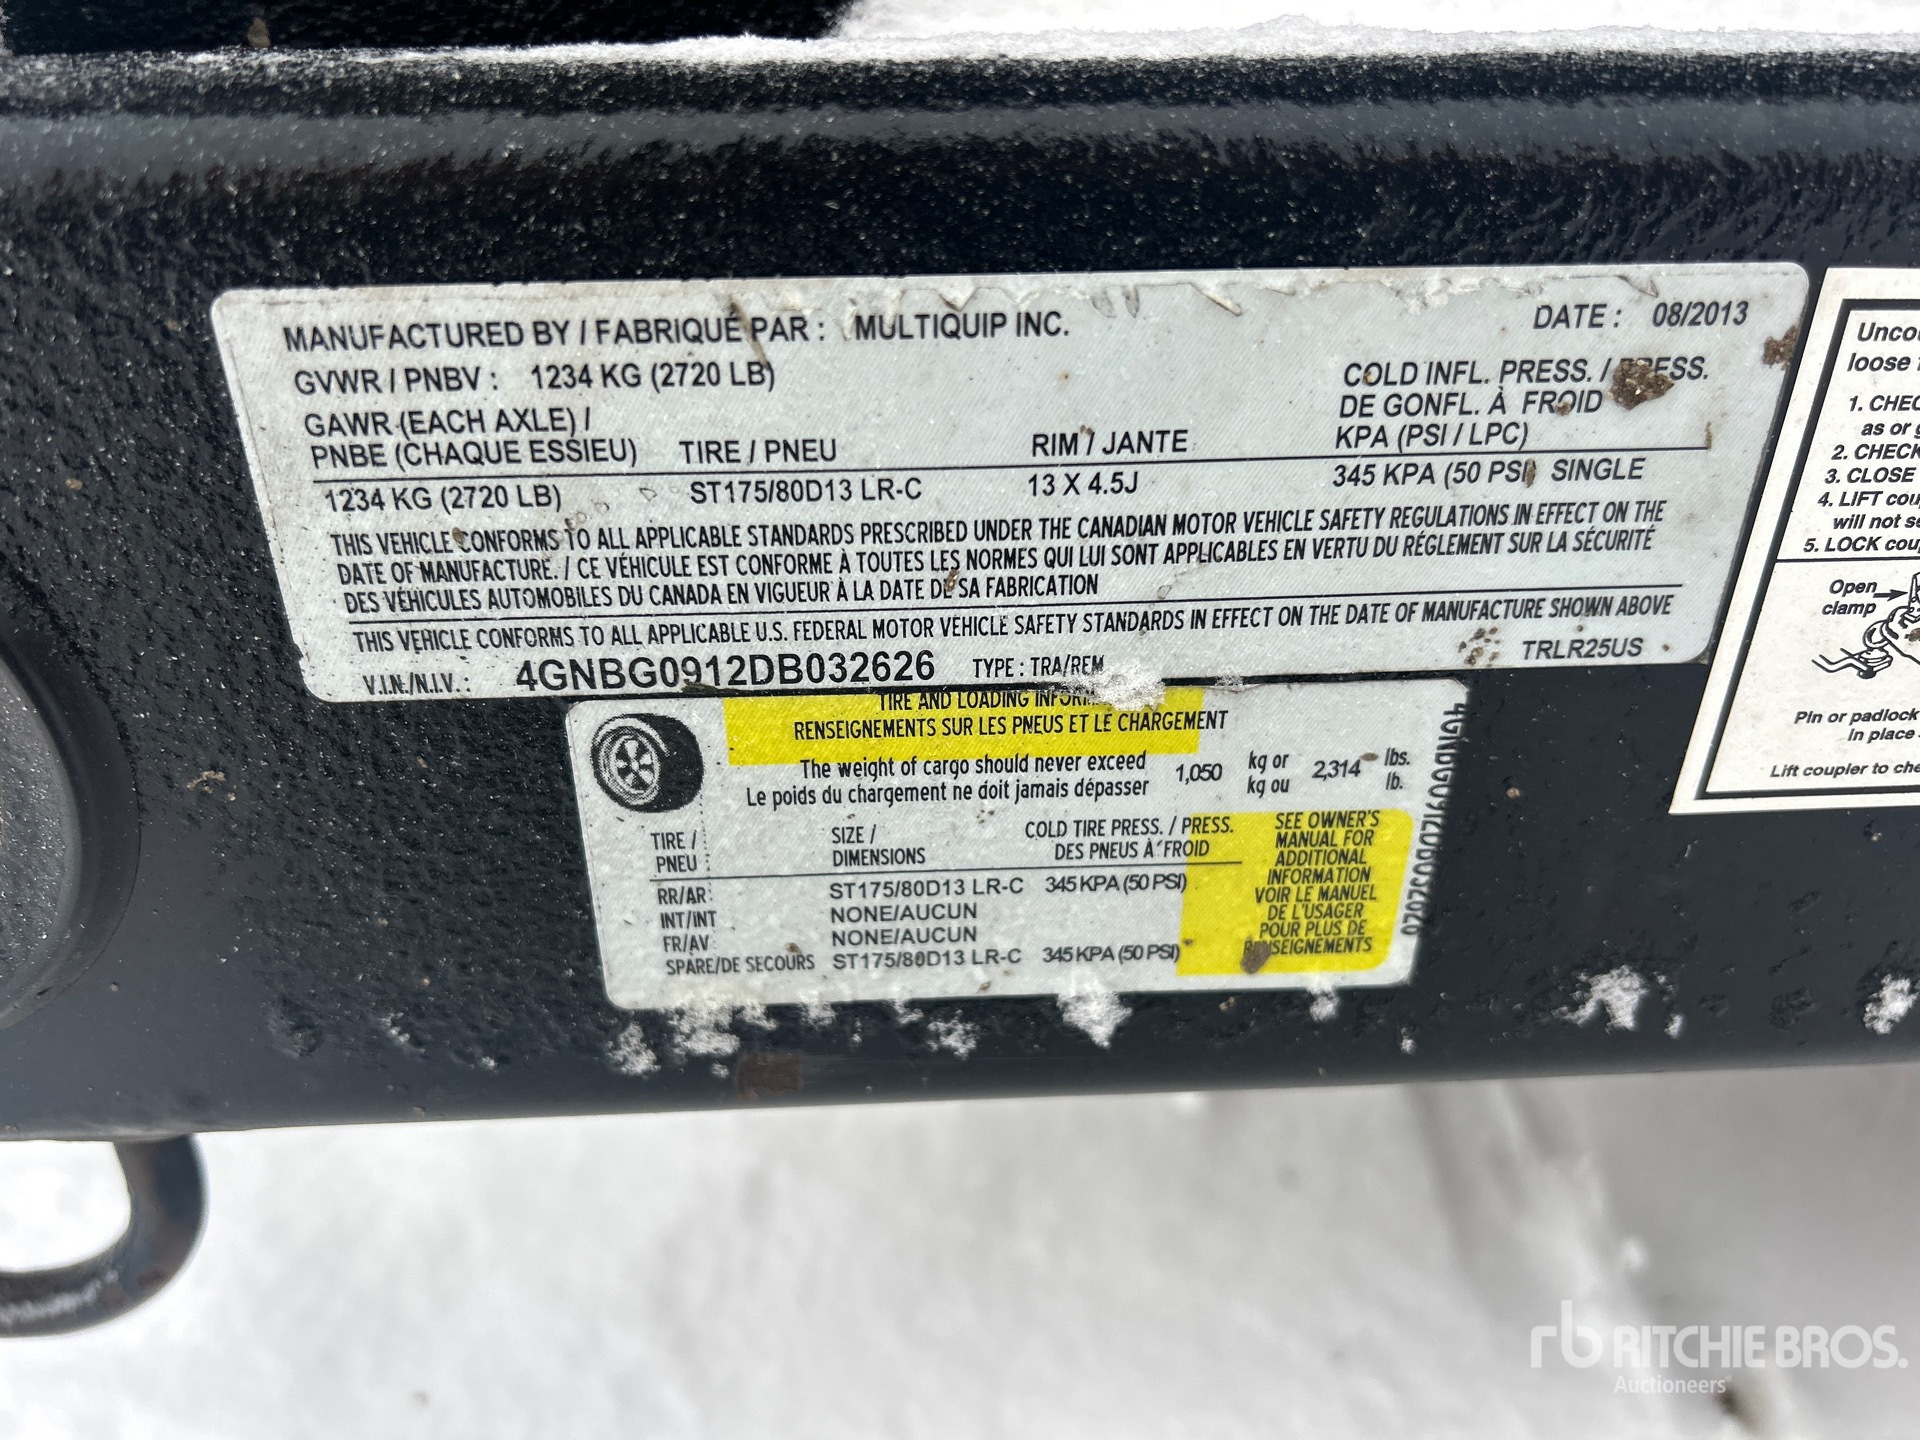 MANUFACTURED BY / FABRIQUÉ PAR : MULTIQUIP INC.
DATE : 08/2013
GVWR / PNBV : 1234 KG (2720 LB)
GAWR (EACH AXLE) /
PNBE (CHAQUE ESSIEU)
TIRE / PNEU
RIM / JANTE
COLD INFL. PRESS. / PRESS.
DE GONFL. À FROID
KPA (PSI / LPC)
1234 KG (2720 LB)
ST175/80D13 LR-C
13 X 4.5J
345 KPA (50 PSI) SINGLE
THIS VEHICLE CONFORMS TO ALL APPLICABLE STANDARDS PRESCRIBED UNDER THE CANADIAN MOTOR VEHICLE SAFETY REGULATIONS IN EFFECT ON THE
DATE OF MANUFACTURE. / CE VÉHICULE EST CONFORME À TOUTES LES NORMES QUI LUI SONT APPLICABLES EN VERTU DU RÉGLEMENT SUR LA SÉCURITÉ
DES VÉHICULES AUTOMOBILES DU CANADA EN VIGUEUR À LA DATE DE SA FABRICATION
THIS VEHICLE CONFORMS TO ALL APPLICABLE U.S. FEDERAL MOTOR VEHICLE SAFETY STANDARDS IN EFFECT ON THE DATE OF MANUFACTURE SHOWN ABOVE
V.I.N./N.I.V. : 4GNBG0912DB032626 TYPE : TRA/REM
TRLR25US
TIRE AND LOADING
RENSEIGNEMENTS SUR LES PNEUS ET LE CHARGEMENT
The weight of cargo should never exceed
Le poids du chargement ne doit jamais dépasser
1,050
kg or
kg ou
2,314
lbs.
lb.
TIRE /
PNEU :
SIZE /
DIMENSIONS
COLD TIRE PRESS. / PRESS.
DES PNEUS À FROID
RR/AR: ST175/80D13 LR-C 345 KPA (50 PSI)
INT/INT NONE/AUCUN
FR/AV: NONE/AUCUN
SPARE/DE SECOURS ST175/80D13 LR-C 345 KPA (50 PSI)
SEE OWNER'S
MANUAL FOR
ADDITIONAL
INFORMATION
VOIR LE MANUEL
DE L'USAGER
POUR PLUS DE
RENSEIGNEMENTS
loose
1. CHEC
as or
2. CHECK
3. CLOSE
4. LIFT
will not
5. LOCK
Open
clamp
Pin or padlock
in place
Lift coupler to
rb RITCHIE BROS.
Auctioneers